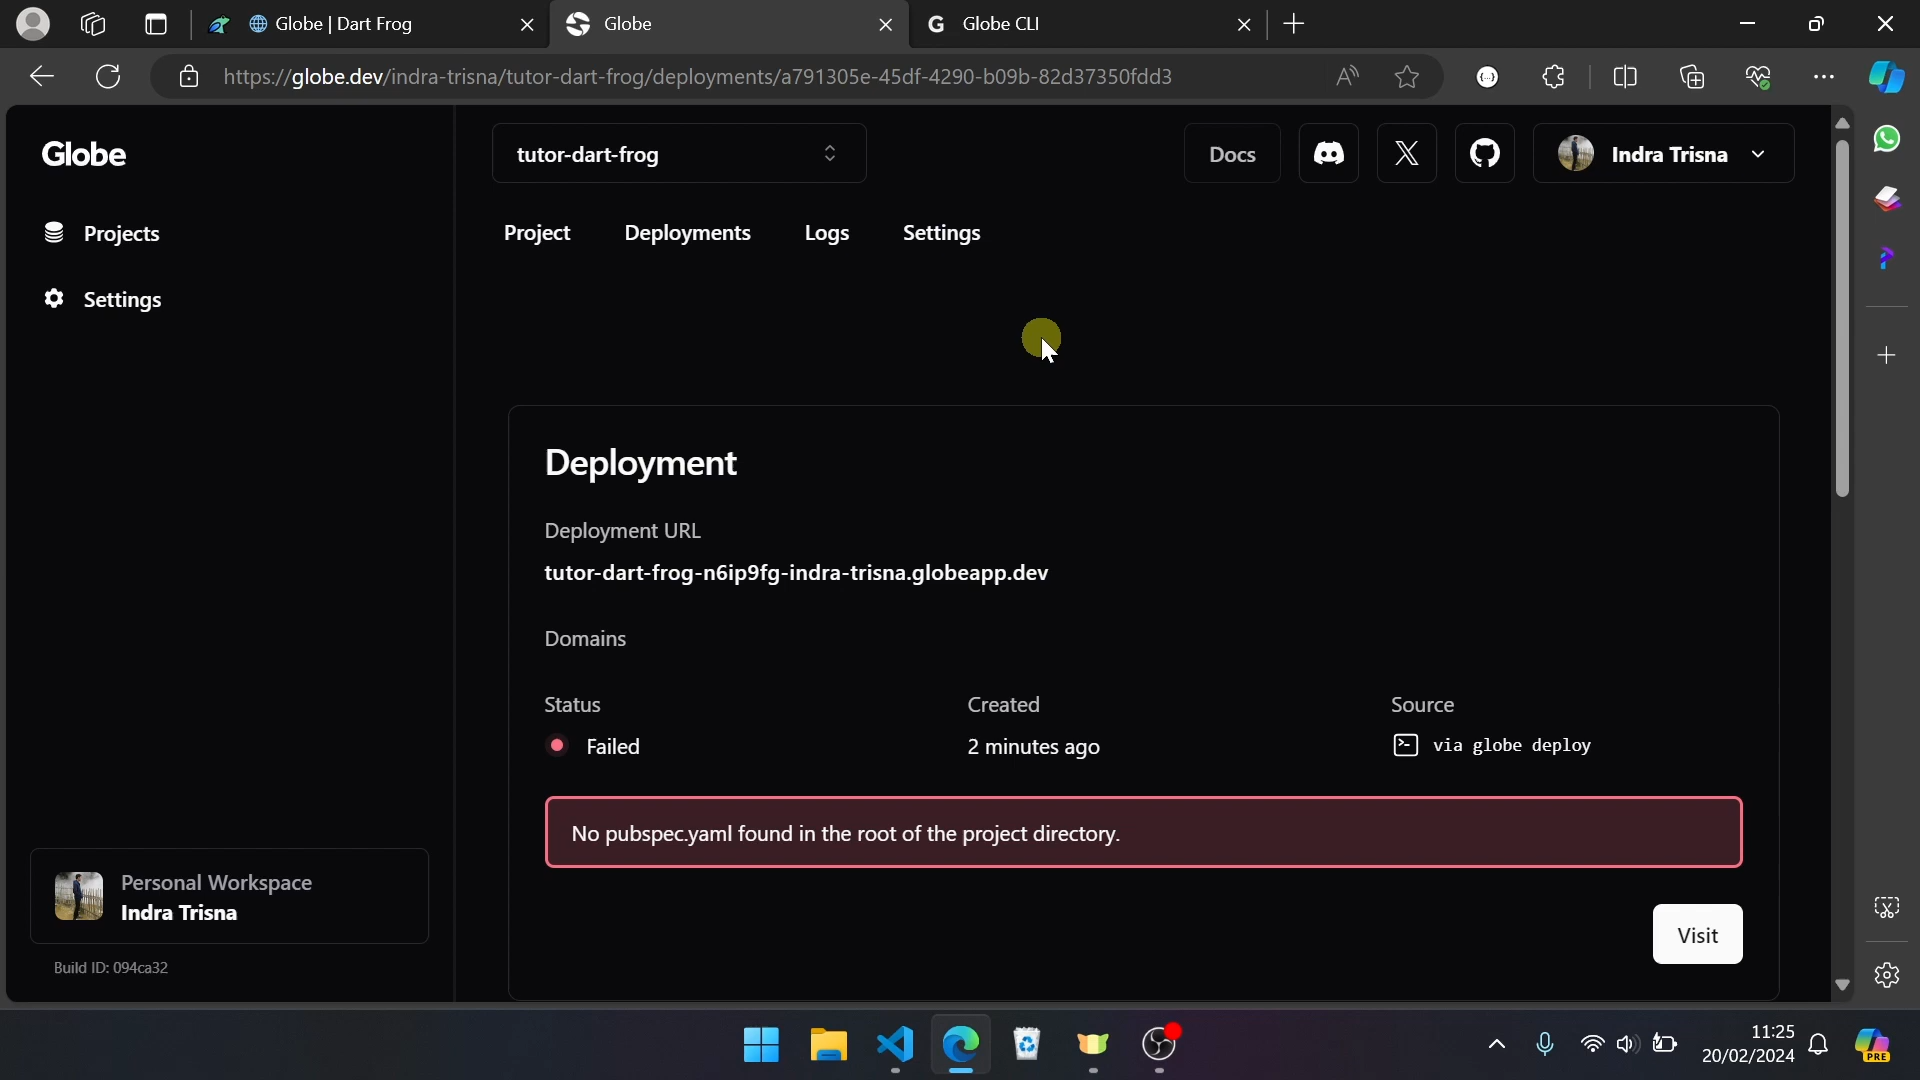 Globe | Dart Frog
Globe
Globe CLI
https://globe.dev/indra-trisna/tutor-dart-frog/deployments/a791305e-45df-4290-b09b-82d37350fdd3
Globe
tutor-dart-frog
Docs
Indra Trisna
Projects
Settings
Project
Deployments
Logs
Settings
Deployment
Deployment URL
tutor-dart-frog-n6ip9fg-indra-trisna.globeapp.dev
Domains
Status
Created
Source
Failed
2 minutes ago
via globe deploy
No pubspec.yaml found in the root of the project directory.
Visit
Personal Workspace
Indra Trisna
Build ID: 094ca32
11:25
20/02/2024
PRE